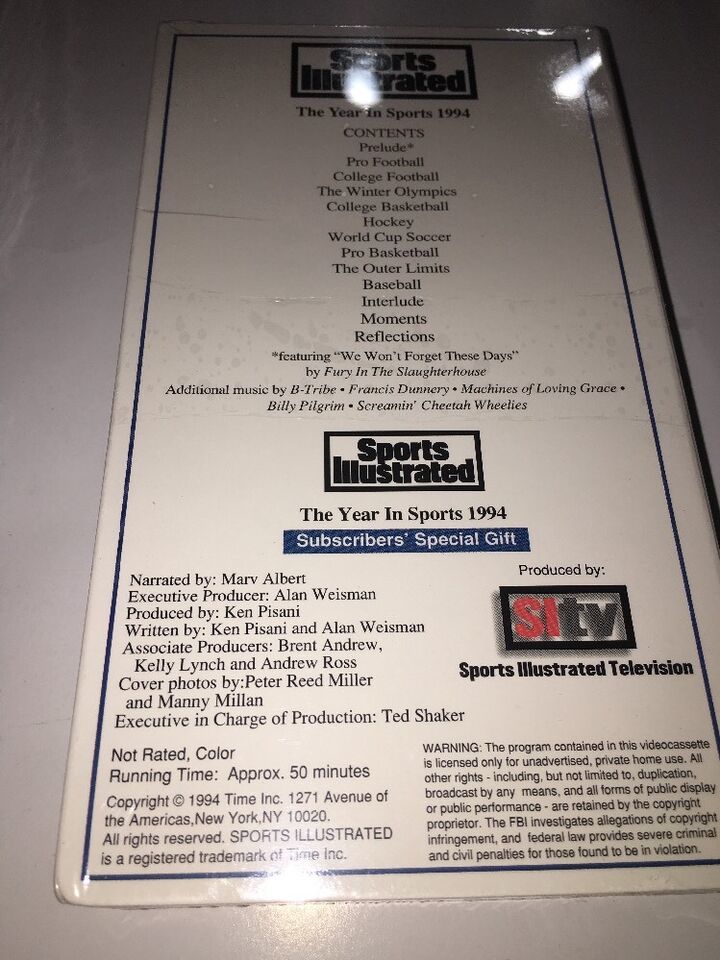 Sports
Illustrated
The Year In Sports 1994
CONTENTS
Prelude*
Pro Football
College Football
The Winter Olympics
College Basketball
Hockey
World Cup Soccer
Pro Basketball
The Outer Limits
Baseball
Interlude
Moments
Reflections
*featuring "We Won't Forget These Days"
by Fury In The Slaughterhouse
Additional music by B-Tribe • Francis Dunnery • Machines of Loving Grace •
Billy Pilgrim • Screamin' Cheetah Wheelies
Sports
Illustrated
The Year In Sports 1994
Subscribers' Special Gift
Narrated by: Marv Albert
Executive Producer: Alan Weisman
Produced by: Ken Pisani
Written by: Ken Pisani and Alan Weisman
Associate Producers: Brent Andrew,
Kelly Lynch and Andrew Ross
Cover photos by:Peter Reed Miller
and Manny Millan
Executive in Charge of Production: Ted Shaker
Produced by:
SItv
Sports Illustrated Television
Not Rated, Color
Running Time: Approx. 50 minutes
Copyright © 1994 Time Inc. 1271 Avenue of
the Americas,New York,NY 10020.
All rights reserved. SPORTS ILLUSTRATED
is a registered trademark of Time Inc.
WARNING: The program contained in this videocassette
is licensed only for unadvertised, private home use. All
other rights - including, but not limited to, duplication,
broadcast by any means, and all forms of public display
or public performance - are retained by the copyright
proprietor. The FBI investigates allegations of copyright
infringement, and federal law provides severe criminal
and civil penalties for those found to be in violation.